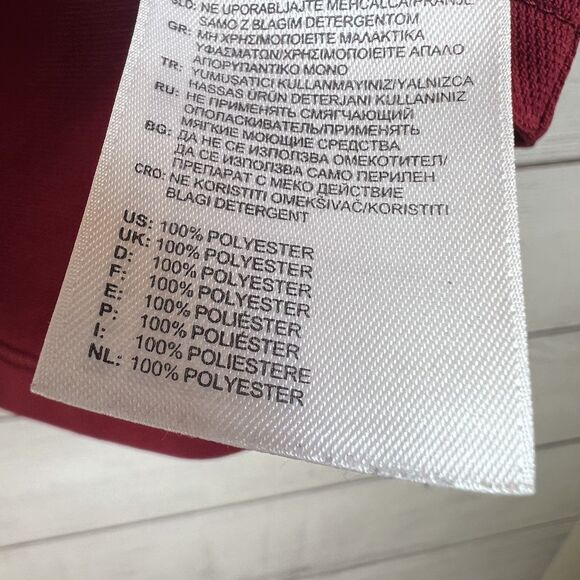 SLO: NE UPORABLJAJTE MEHČALCA/PRANJE
SAMO Z BLAGIM DETERGENTOM
GR: ΜΗ ΧΡΗΣΙΜΟΠΟΙΕΙΤΕ ΜΑΛΑΚΤΙΚΑ
ΥΦΑΣΜΑΤΩΝ/ΧΡΗΣΙΜΟΠΟΙΕΙΤΕ ΑΠΑΛΟ
ΑΠΟΡΥΠΑΝΤΙΚΟ ΜΟΝΟ
TR: YUMUŞATICI KULLANMAYINIZ/YALNIZCA
HASSAS ÜRÜN DETERJANI KULLANINIZ
RU: НЕ ПРИМЕНЯТЬ СМЯГЧАЮЩИЙ
ОПОЛАСКИВАТЕЛЬ/ПРИМЕНЯТЬ
МЯГКИЕ МОЮЩИЕ СРЕДСТВА
BG: ДА НЕ СЕ ИЗПОЛЗВА ОМЕКОТИТЕЛ/
ДА СЕ ИЗПОЛЗВА САМО ПЕРИЛЕН
ПРЕПАРАТ С МЕКО ДЕЙСТВИЕ
CRO: NE KORISTITI OMEKŠIVAČ/KORISTITI
BLAGI DETERGENT
US: 100% POLYESTER
UK: 100% POLYESTER
D: 100% POLYESTER
F: 100% POLYESTER
E: 100% POLIÉSTER
P: 100% POLIÉSTER
I: 100% POLIESTERE
NL: 100% POLYESTER